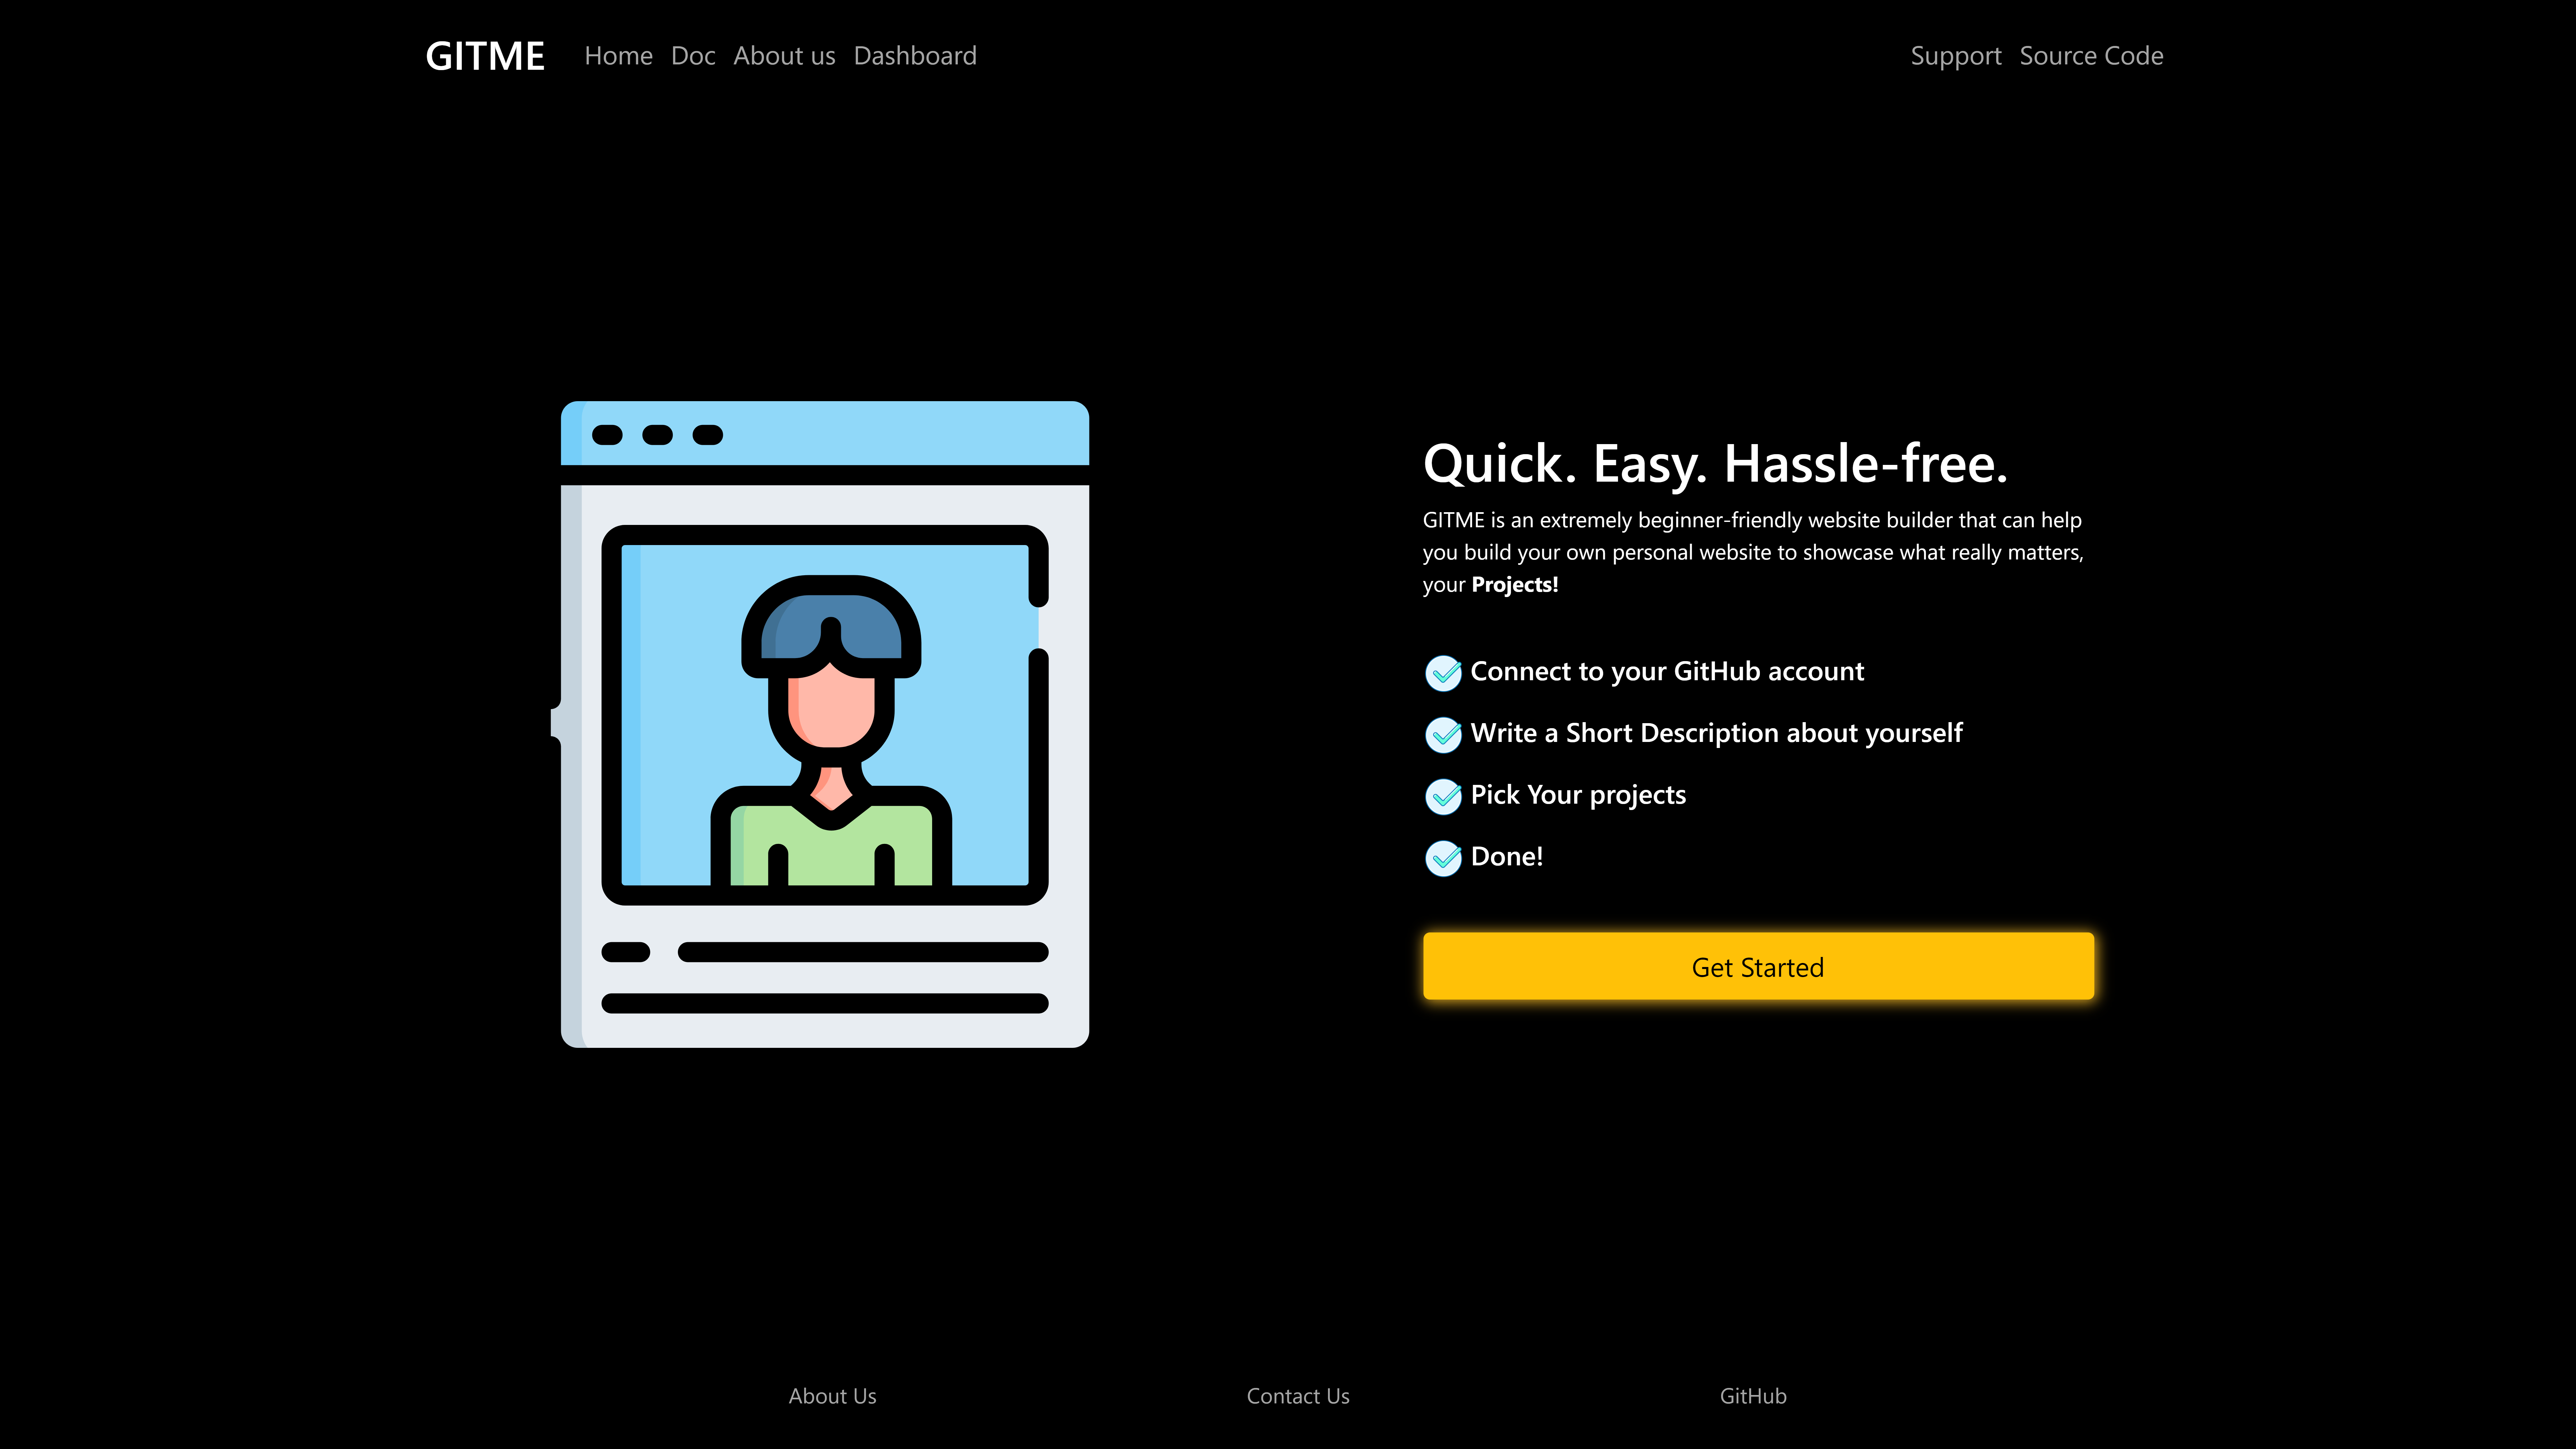 GITME Home Doc About us Dashboard Support Source Code
Quick. Easy. Hassle-free.
GITME is an extremely beginner-friendly website builder that can help
you build your own personal website to showcase what really matters,
your Projects!
Connect to your GitHub account
Write a Short Description about yourself
Pick Your projects
Done!
Get Started
About Us Contact Us GitHub